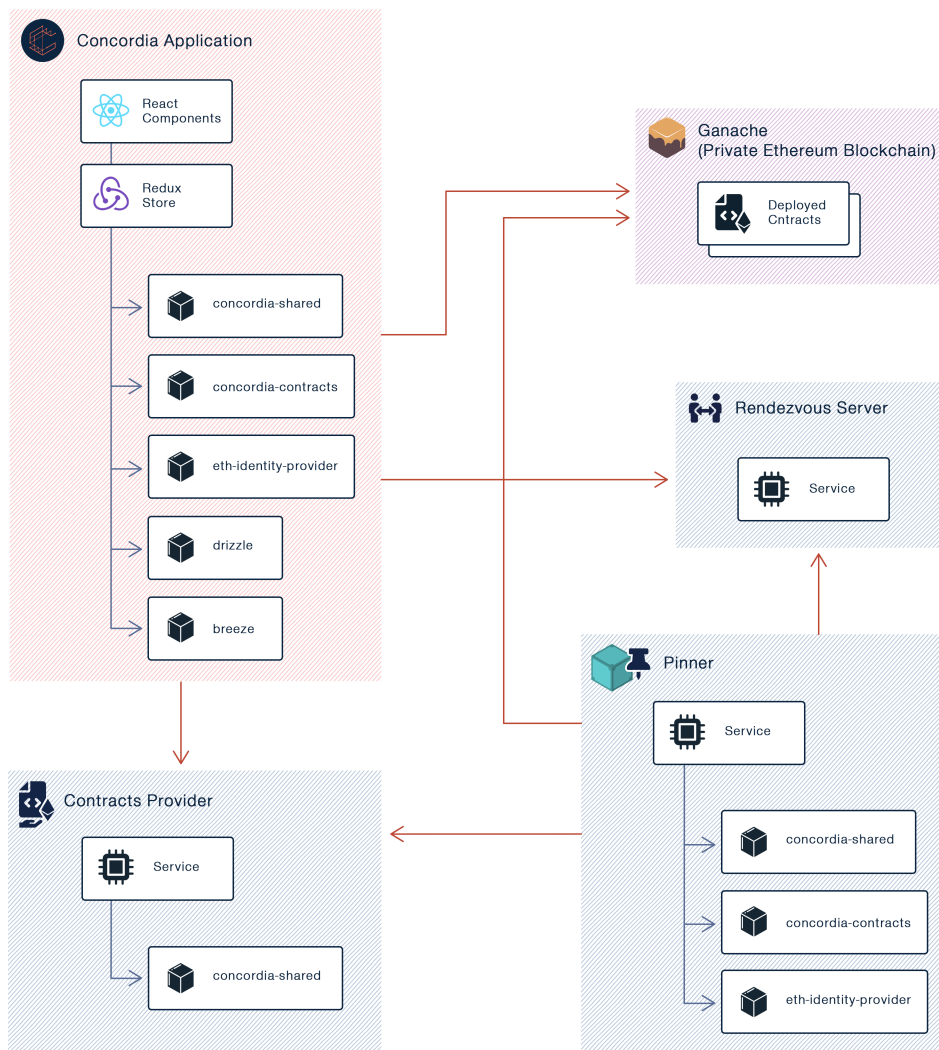 Concordia Application
React
Components
Redux
Store
concordia-shared
concordia-contracts
eth-identity-provider
drizzle
breeze
Ganache
(Private Ethereum Blockchain)
Deployed
Cntracts
Rendezvous Server
Service
Pinner
Service
concordia-shared
concordia-contracts
eth-identity-provider
Contracts Provider
Service
concordia-shared